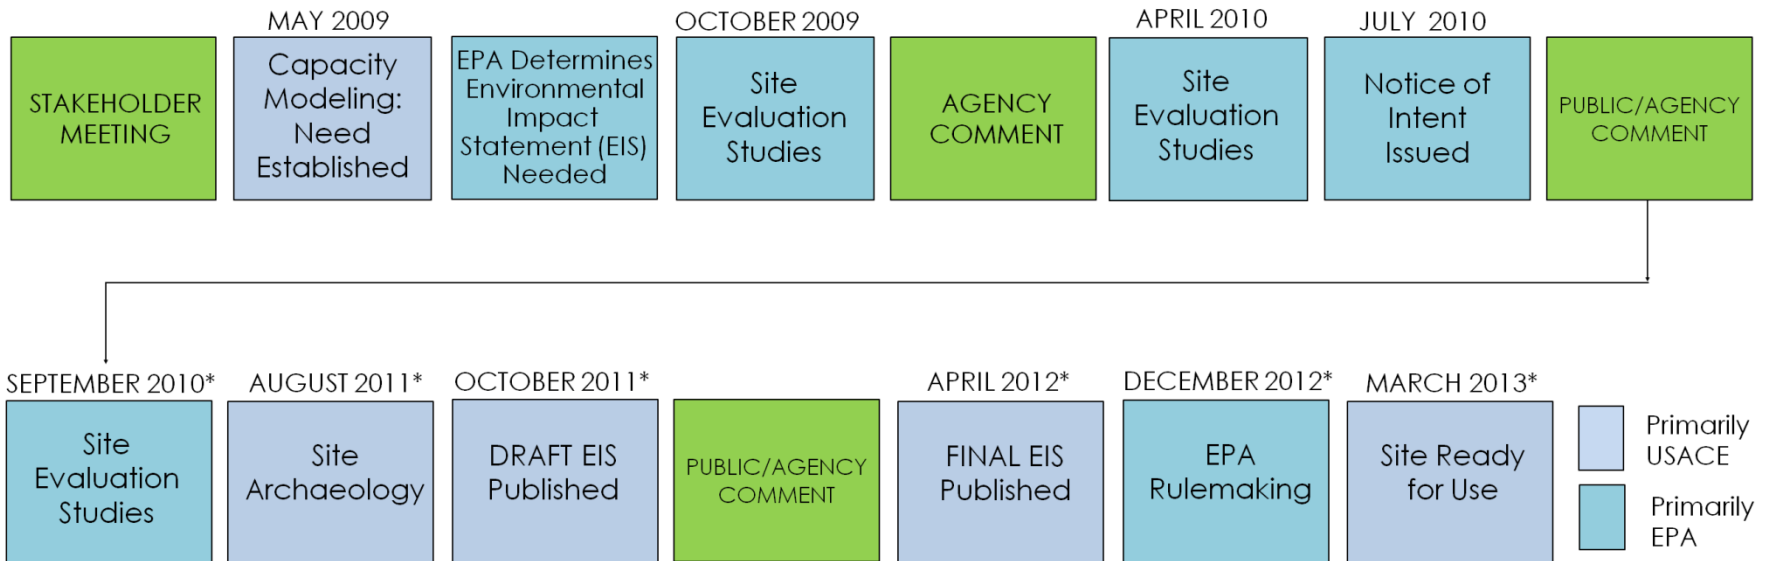 MAY 2009
OCTOBER 2009
APRIL 2010
JULY 2010
STAKEHOLDER
MEETING
Capacity
Modeling:
Need
Established
EPA Determines
Environmental
Impact
Statement (EIS)
Needed
Site
Evaluation
Studies
AGENCY
COMMENT
Site
Evaluation
Studies
Notice of
Intent
Issued
PUBLIC/AGENCY
COMMENT
SEPTEMBER 2010*
AUGUST 2011*
OCTOBER 2011*
APRIL 2012*
DECEMBER 2012*
MARCH 2013*
Site
Evaluation
Studies
Site
Archaeology
DRAFT EIS
Published
PUBLIC/AGENCY
COMMENT
FINAL EIS
Published
EPA
Rulemaking
Site Ready
for Use
Primarily
USACE
Primarily
EPA